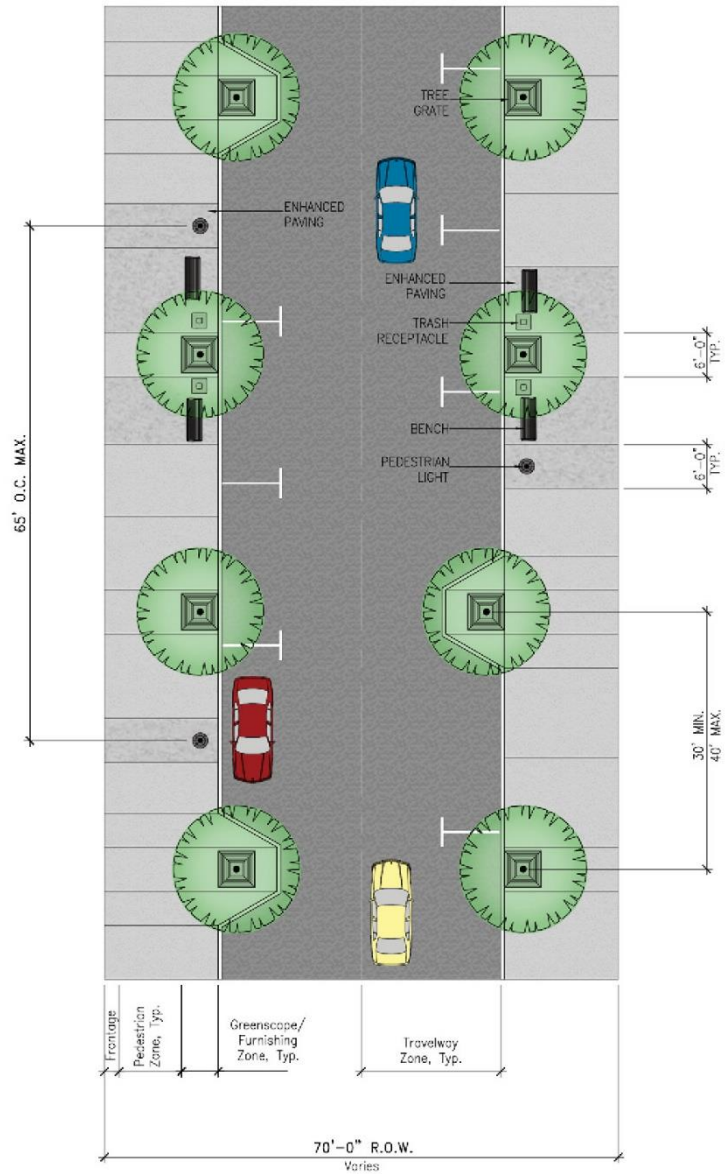 TREE
GRATE
ENHANCED
PAVING
ENHANCED
PAVING
TRASH
RECEPTACLE
6'-0"
TYP.
BENCH
PEDESTRIAN
LIGHT
6'-0"
TYP.
65' O.C. MAX.
30' MIN.
40' MAX.
Frontage
Pedestrian
Zone, Typ.
Greenscope/
Furnishing
Zone, Typ.
Travelway
Zone, Typ.
70'-0" R.O.W.
Varies